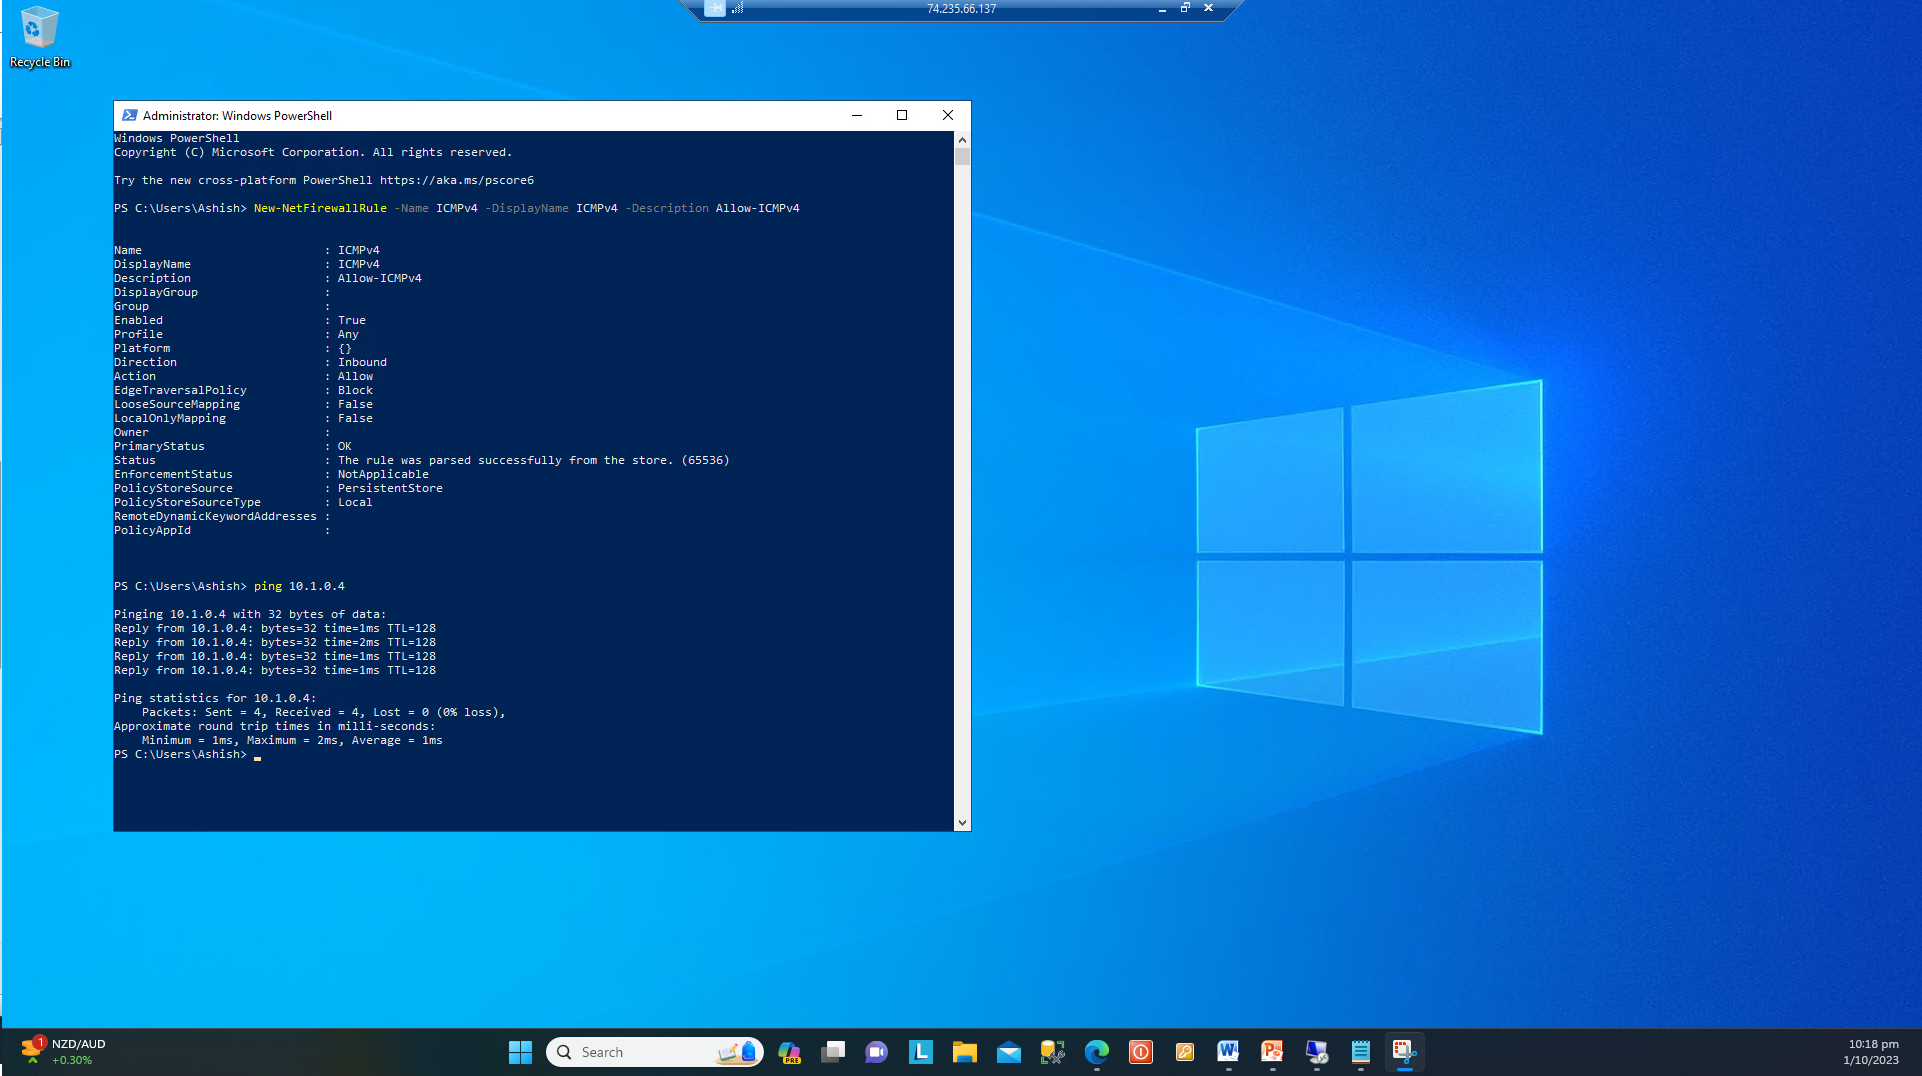 74.235.66.137
Recycle Bin
Administrator: Windows PowerShell
Windows PowerShell
Copyright (C) Microsoft Corporation. All rights reserved.
Try the new cross-platform PowerShell https://aka.ms/pscore6
PS C:\Users\Ashish> New-NetFirewallRule -Name ICMPv4 -DisplayName ICMPv4 -Description Allow-ICMPv4
Name                           : ICMPv4
DisplayName                    : ICMPv4
Description                    : Allow-ICMPv4
DisplayGroup                   :
Group                          :
Enabled                        : True
Profile                        : Any
Platform                       : {}
Direction                      : Inbound
Action                         : Allow
EdgeTraversalPolicy            : Block
LooseSourceMapping             : False
LocalOnlyMapping               : False
Owner                          :
PrimaryStatus                  : OK
Status                         : The rule was parsed successfully from the store. (65536)
EnforcementStatus              : NotApplicable
PolicyStoreSource              : PersistentStore
PolicyStoreSourceType          : Local
RemoteDynamicKeywordAddresses  :
PolicyAppId                    :
PS C:\Users\Ashish> ping 10.1.0.4
Pinging 10.1.0.4 with 32 bytes of data:
Reply from 10.1.0.4: bytes=32 time=1ms TTL=128
Reply from 10.1.0.4: bytes=32 time=2ms TTL=128
Reply from 10.1.0.4: bytes=32 time=1ms TTL=128
Reply from 10.1.0.4: bytes=32 time=1ms TTL=128
Ping statistics for 10.1.0.4:
    Packets: Sent = 4, Received = 4, Lost = 0 (0% loss),
Approximate round trip times in milli-seconds:
    Minimum = 1ms, Maximum = 2ms, Average = 1ms
PS C:\Users\Ashish>
1
NZD/AUD
+0.30%
Search
PRE
L
W
P
10:18 pm
1/10/2023